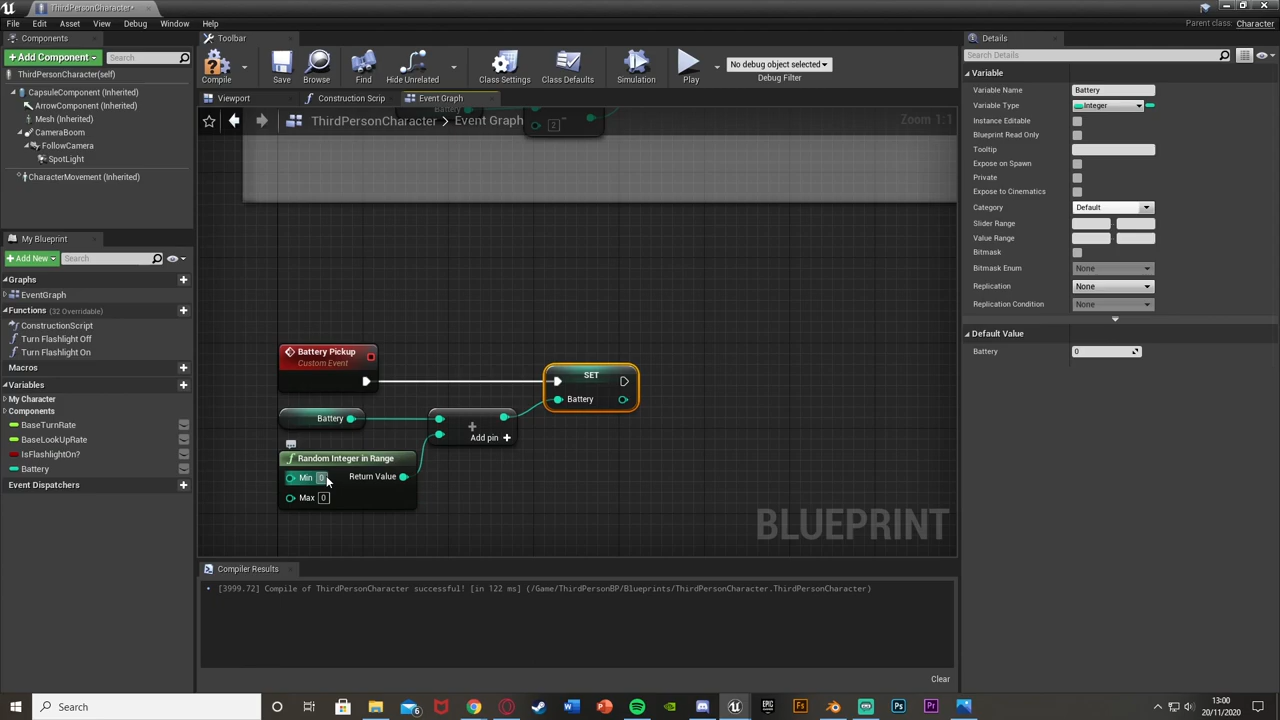 ThirdPersonCharacter*
File Edit Asset View Debug Window Help
Parent class: Character
Components
+Add Component
Search
ThirdPersonCharacter(self)
CapsuleComponent (Inherited)
ArrowComponent (Inherited)
Mesh (Inherited)
CameraBoom
FollowCamera
SpotLight
CharacterMovement (Inherited)
My Blueprint
+Add New
Search
Graphs
EventGraph
Functions (32 Overridable)
ConstructionScript
Turn Flashlight Off
Turn Flashlight On
Macros
Variables
My Character
Components
BaseTurnRate
BaseLookUpRate
IsFlashlightOn?
Battery
Event Dispatchers
Toolbar
Compile Save Browse Find Hide Unrelated Class Settings Class Defaults Simulation Play
No debug object selected
Debug Filter
Viewport Construction Scrip Event Graph
ThirdPersonCharacter > Event Graph
Zoom 1:1
2
Battery Pickup
Custom Event
SET
Battery
Battery
Add pin +
Random Integer in Range
Min 0 Return Value
Max 0
BLUEPRINT
Compiler Results
[3999.72] Compile of ThirdPersonCharacter successful! [in 122 ms] (/Game/ThirdPersonBP/Blueprints/ThirdPersonCharacter.ThirdPersonCharacter)
Clear
Details
Search Details
Variable
Variable Name Battery
Variable Type Integer
Instance Editable
Blueprint Read Only
Tooltip
Expose on Spawn
Private
Expose to Cinematics
Category Default
Slider Range
Value Range
Bitmask
Bitmask Enum None
Replication None
Replication Condition None
Default Value
Battery 0
Search
13:00
20/11/2020